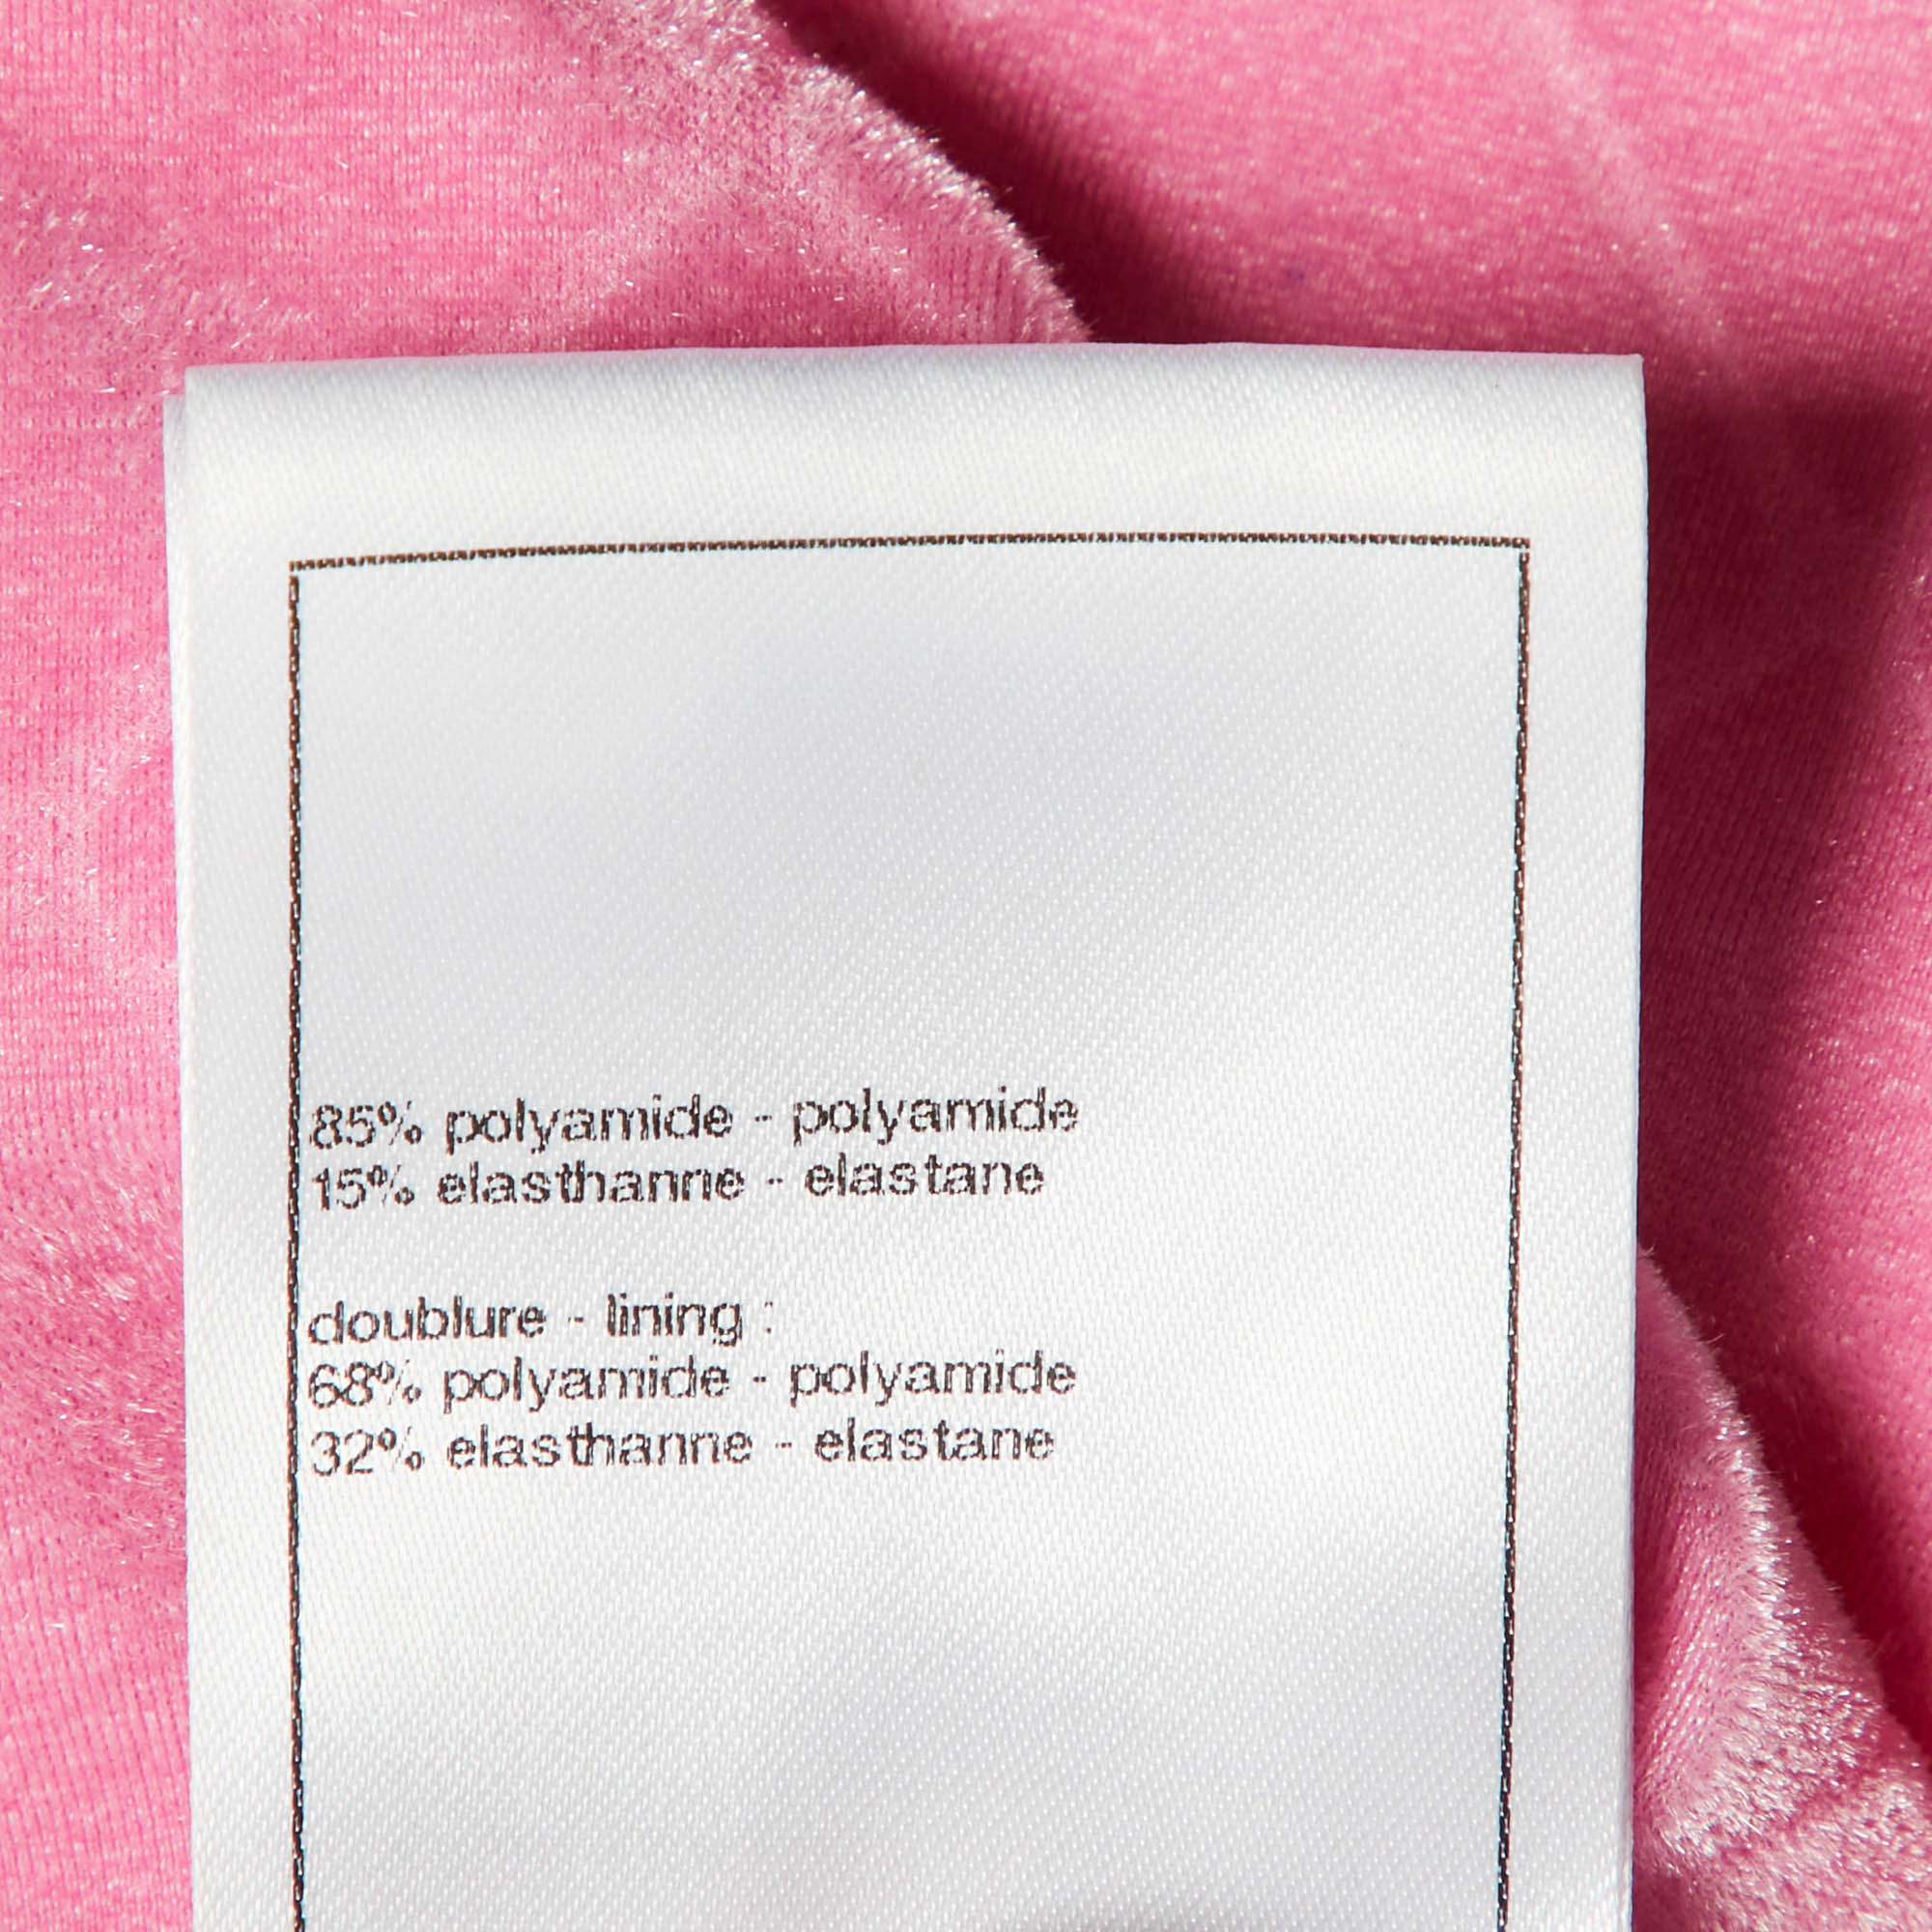 85% polyamide - polyamide
15% elasthanne - elastane
doublure - lining :
68% polyamide - polyamide
32% elasthanne - elastane